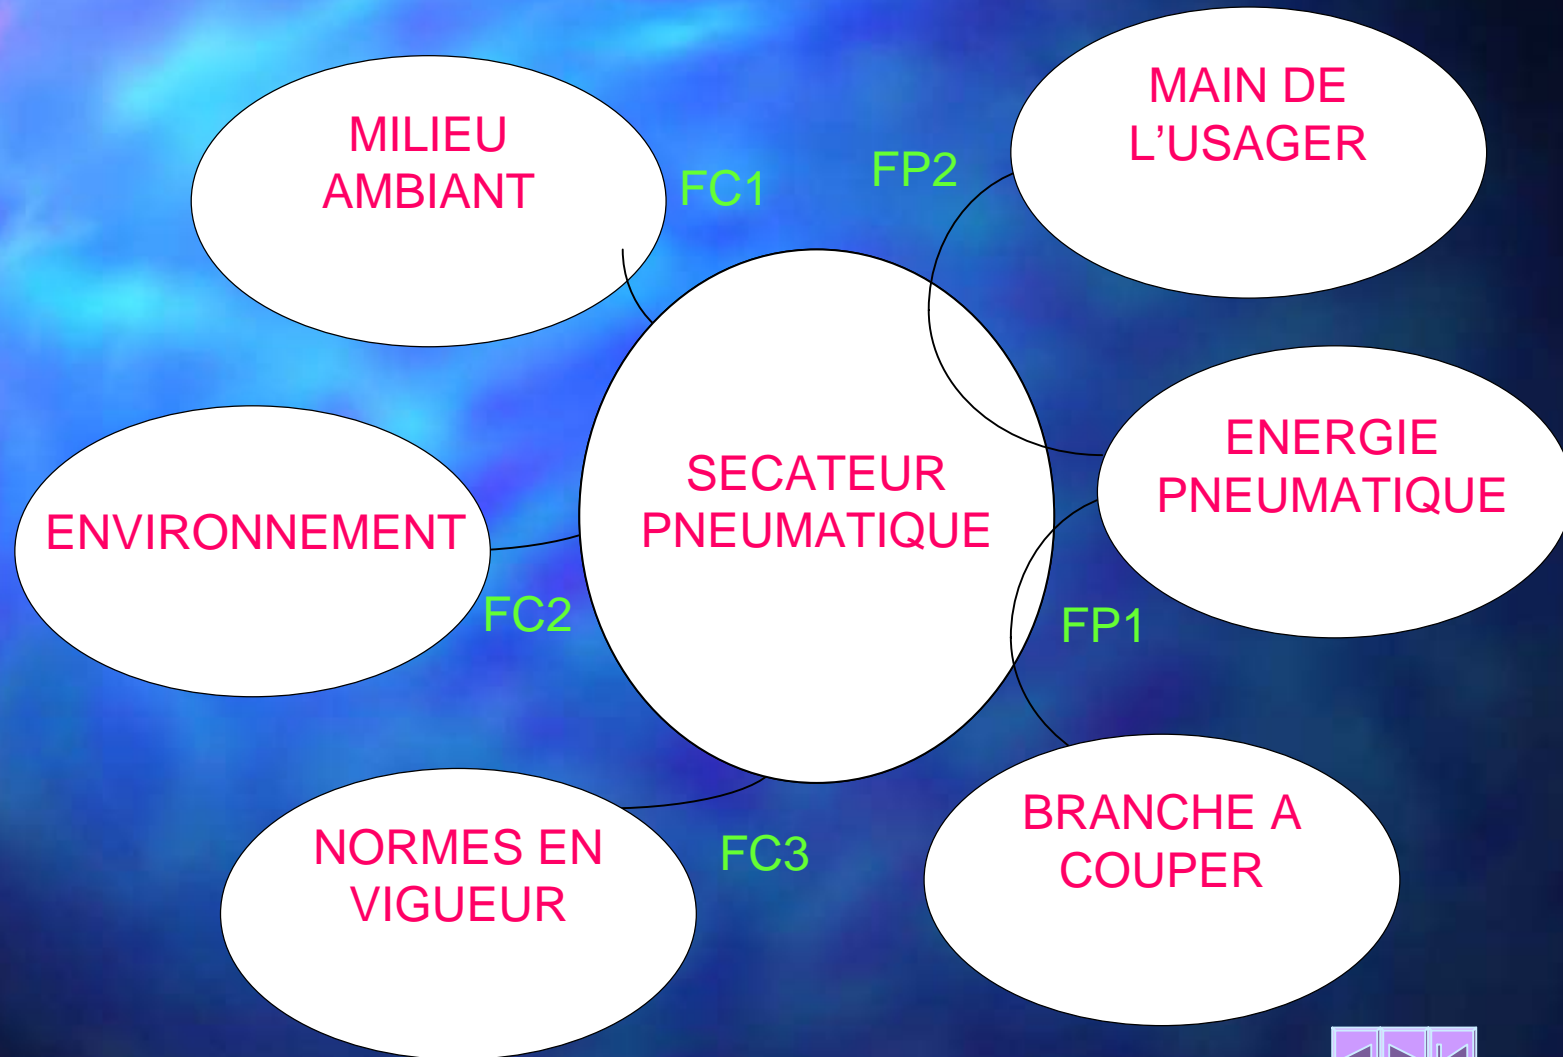 MILIEU
AMBIANT
FC1
FP2
MAIN DE
L'USAGER
ENVIRONNEMENT
FC2
SECATEUR
PNEUMATIQUE
ENERGIE
PNEUMATIQUE
FP1
NORMES EN
VIGUEUR
FC3
BRANCHE A
COUPER